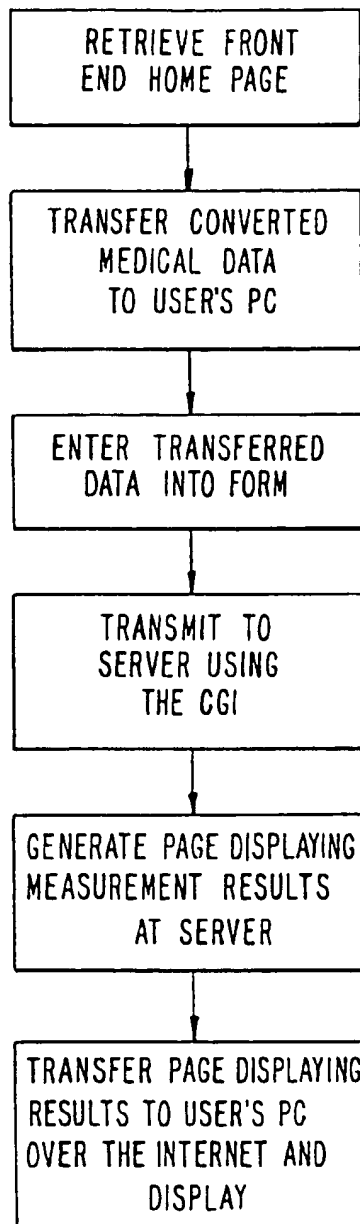 RETRIEVE FRONT
END HOME PAGE
TRANSFER CONVERTED
MEDICAL DATA
TO USER'S PC
ENTER TRANSFERRED
DATA INTO FORM
TRANSMIT TO
SERVER USING
THE CGI
GENERATE PAGE DISPLAYING
MEASUREMENT RESULTS
AT SERVER
TRANSFER PAGE DISPLAYING
RESULTS TO USER'S PC
OVER THE INTERNET AND
DISPLAY